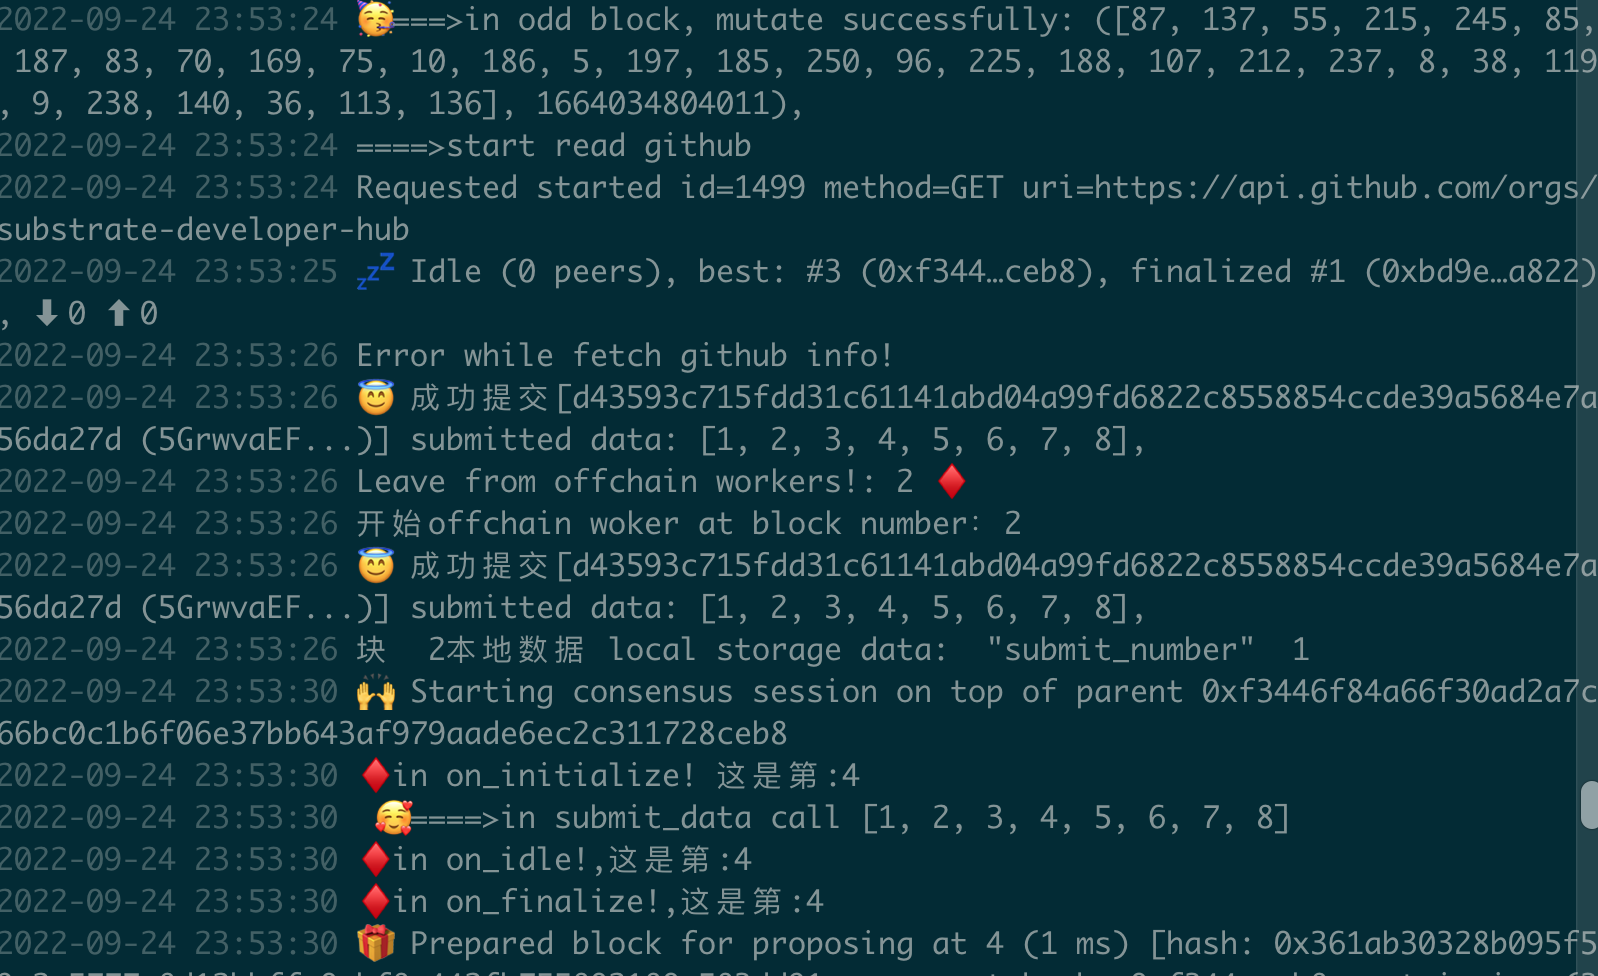 2022-09-24 23:53:24 🥳====>in odd block, mutate successfully: ([87, 137, 55, 215, 245, 85,
187, 83, 70, 169, 75, 10, 186, 5, 197, 185, 250, 96, 225, 188, 107, 212, 237, 8, 38, 119
, 9, 238, 140, 36, 113, 136], 1664034804011),
2022-09-24 23:53:24 ====>start read github
2022-09-24 23:53:24 Requested started id=1499 method=GET uri=https://api.github.com/orgs/
substrate-developer-hub
2022-09-24 23:53:25 💤 Idle (0 peers), best: #3 (0xf344…ceb8), finalized #1 (0xbd9e…a822)
, ⬇ 0 ⬆ 0
2022-09-24 23:53:26 Error while fetch github info!
2022-09-24 23:53:26 😇 成功提交[d43593c715fdd31c61141abd04a99fd6822c8558854ccde39a5684e7a
56da27d (5GrwvaEF...)] submitted data: [1, 2, 3, 4, 5, 6, 7, 8],
2022-09-24 23:53:26 Leave from offchain workers!: 2 ♦️
2022-09-24 23:53:26 开始offchain woker at block number: 2
2022-09-24 23:53:26 😇 成功提交[d43593c715fdd31c61141abd04a99fd6822c8558854ccde39a5684e7a
56da27d (5GrwvaEF...)] submitted data: [1, 2, 3, 4, 5, 6, 7, 8],
2022-09-24 23:53:26 块  2本地数据 local storage data:  "submit_number"  1
2022-09-24 23:53:30 🙌 Starting consensus session on top of parent 0xf3446f84a66f30ad2a7c
66bc0c1b6f06e37bb643af979aade6ec2c311728ceb8
2022-09-24 23:53:30 ♦️in on_initialize! 这是第:4
2022-09-24 23:53:30  🥰====>in submit_data call [1, 2, 3, 4, 5, 6, 7, 8]
2022-09-24 23:53:30 ♦️in on_idle!,这是第:4
2022-09-24 23:53:30 ♦️in on_finalize!,这是第:4
2022-09-24 23:53:30 🎁 Prepared block for proposing at 4 (1 ms) [hash: 0x361ab30328b095f5